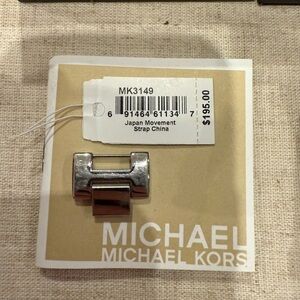 MK3149
6 91464 61134 7
Japan Movement
Strap China
$195.00
MICHAEL
MICHAEL KORS